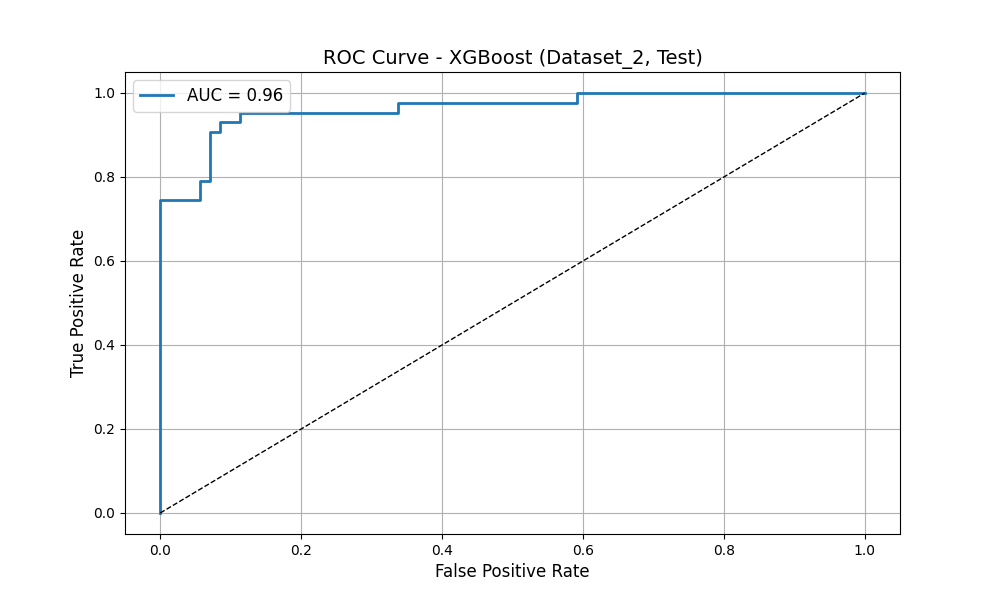 ROC Curve - XGBoost (Dataset_2, Test)
AUC = 0.96
True Positive Rate
1.0
0.8
0.6
0.4
0.2
0.0
0.0 0.2 0.4 0.6 0.8 1.0
False Positive Rate